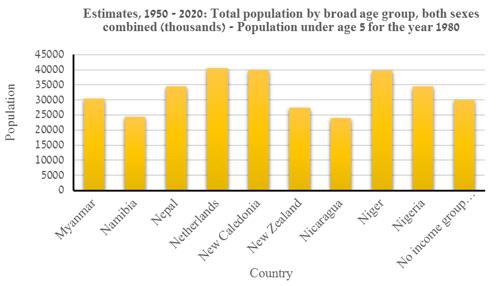 Estimates, 1950 - 2020: Total population by broad age group, both sexes
combined (thousands) - Population under age 5 for the year 1980
45000
40000
35000
30000
25000
20000
15000
10000
5000
0
Population
Myanmar
Namibia
Nepal
Netherlands
New Caledonia
New Zealand
Nicaragua
Niger
Nigeria
No income group...
Country